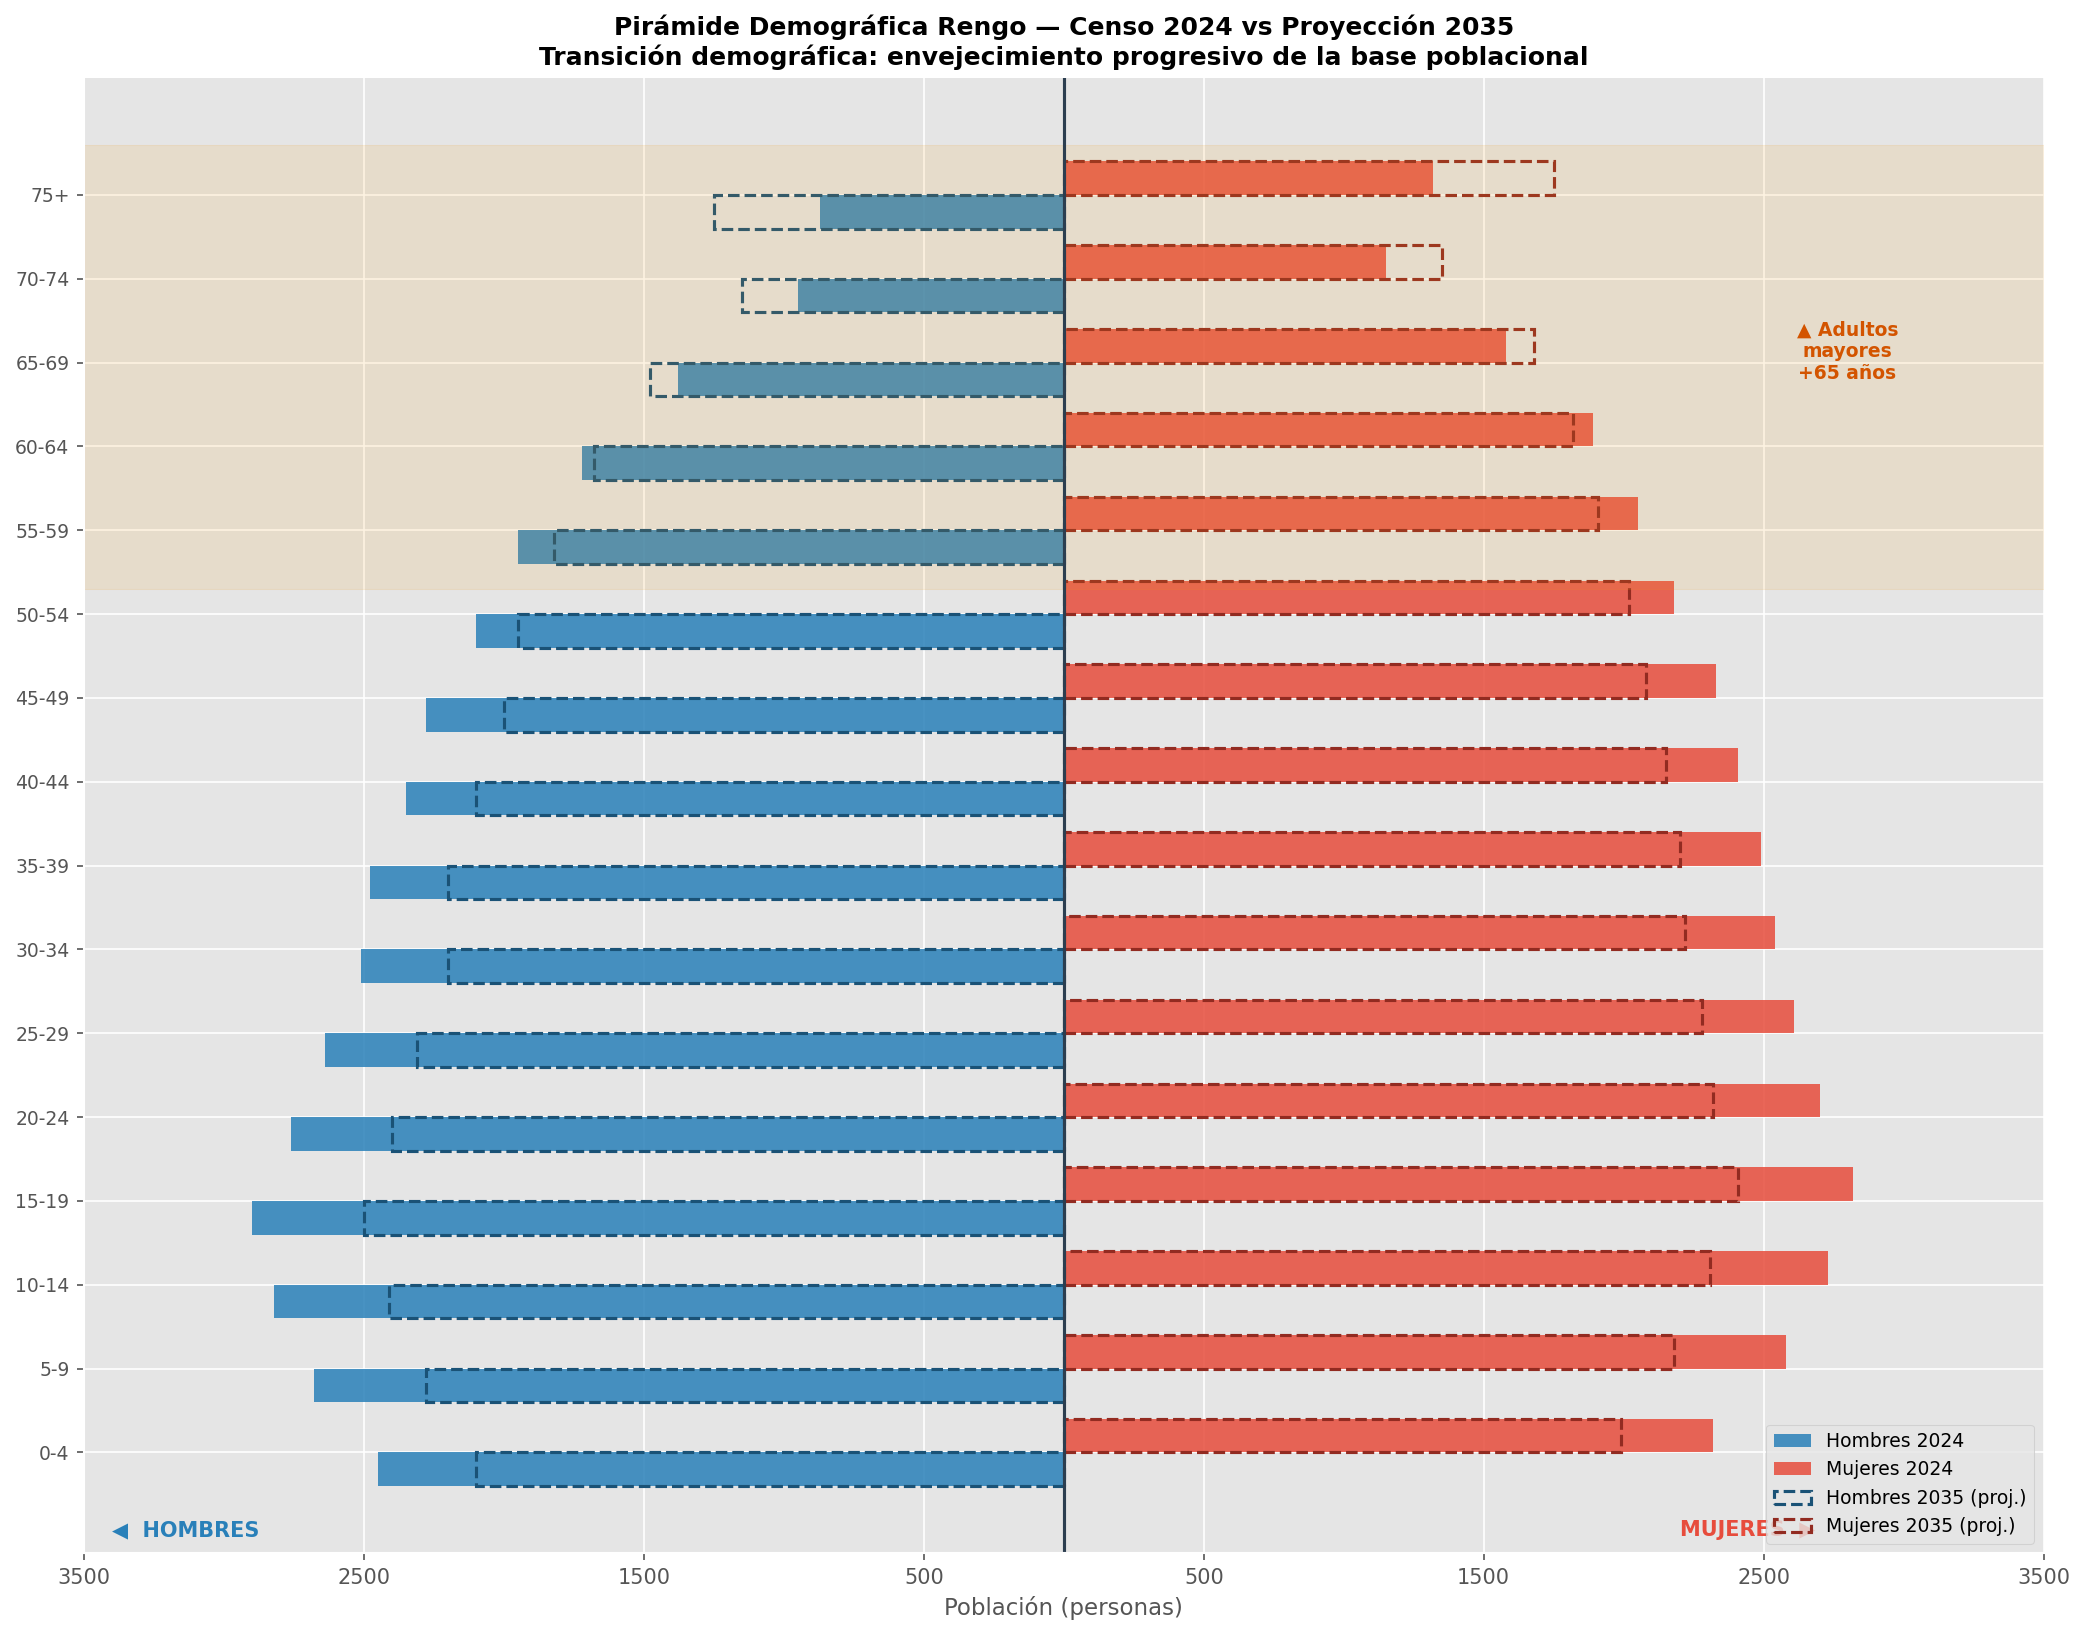 Pirámide Demográfica Rengo — Censo 2024 vs Proyección 2035
Transición demográfica: envejecimiento progresivo de la base poblacional
75+
70-74
65-69
60-64
55-59
50-54
45-49
40-44
35-39
30-34
25-29
20-24
15-19
10-14
5-9
0-4
▲ Adultos
mayores
+65 años
◄ HOMBRES
MUJERES ►
Hombres 2024
Mujeres 2024
Hombres 2035 (proj.)
Mujeres 2035 (proj.)
3500 2500 1500 500 500 1500 2500 3500
Población (personas)